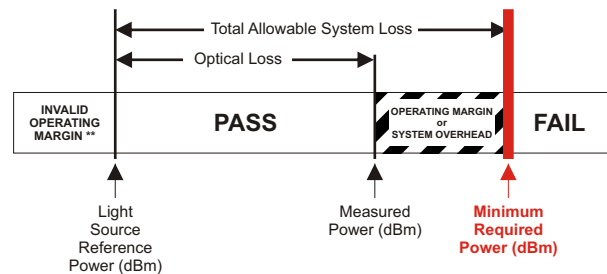 Total Allowable System Loss
Optical Loss
INVALID
OPERATING
MARGIN **
PASS
OPERATING MARGIN
or
SYSTEM OVERHEAD
FAIL
Light
Source
Reference
Power (dBm)
Measured
Power (dBm)
Minimum
Required
Power (dBm)